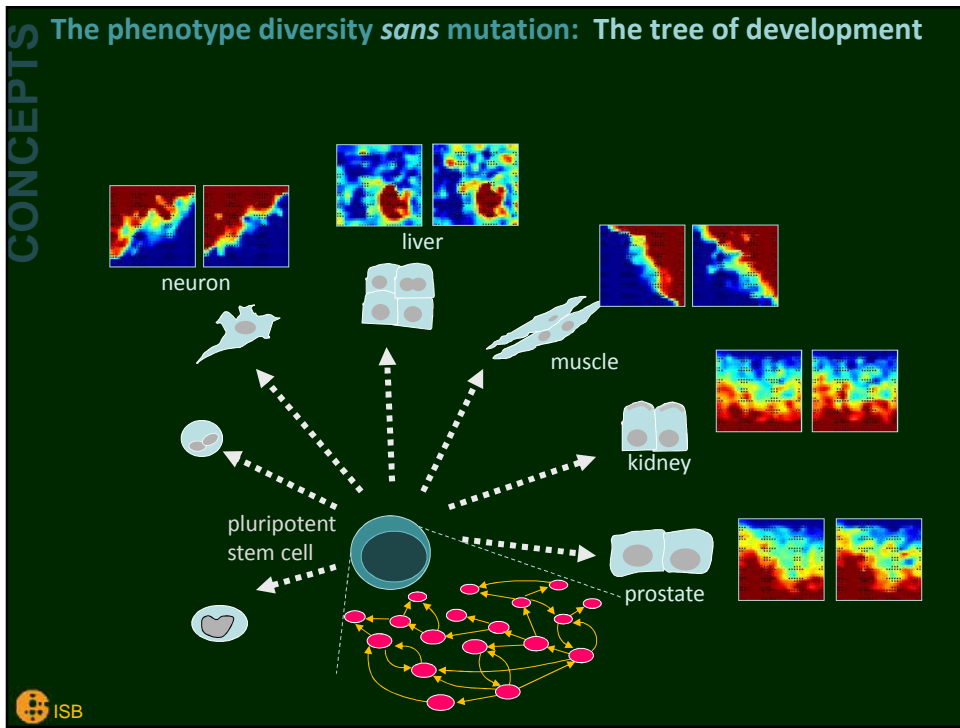 The phenotype diversity sans mutation: The tree of development
CONCEPTS
liver
neuron
muscle
kidney
pluripotent
stem cell
prostate
ISB